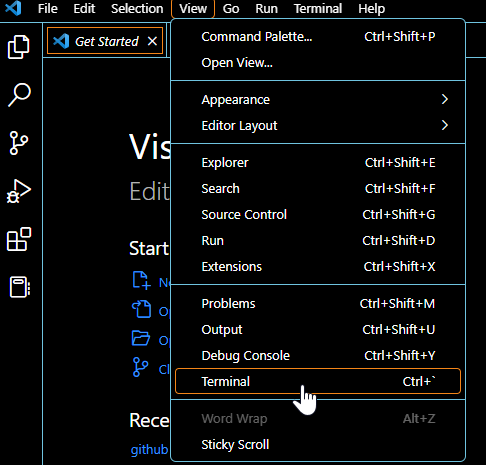 File Edit Selection View Go Run Terminal Help
Get Started
Command Palette... Ctrl+Shift+P
Open View...
Appearance
Editor Layout
Explorer Ctrl+Shift+E
Search Ctrl+Shift+F
Source Control Ctrl+Shift+G
Run Ctrl+Shift+D
Extensions Ctrl+Shift+X
Problems Ctrl+Shift+M
Output Ctrl+Shift+U
Debug Console Ctrl+Shift+Y
Terminal Ctrl+`
Word Wrap Alt+Z
Sticky Scroll
Vis
Edit
Start
Rece
github